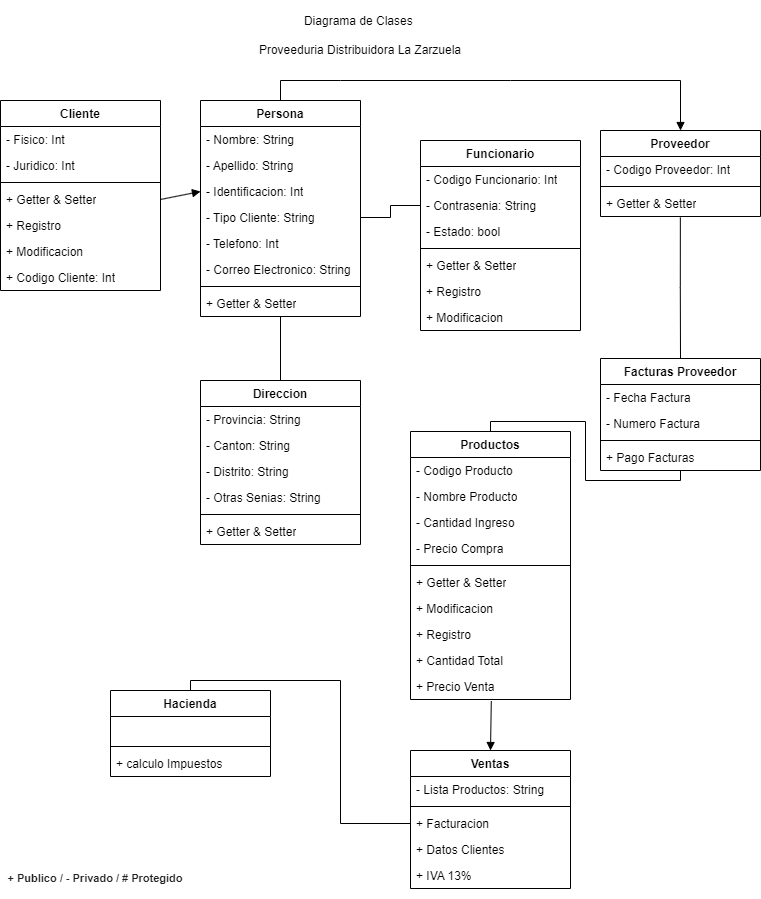 Diagrama de Clases
Proveeduria Distribuidora La Zarzuela
Cliente
- Fisico: Int
- Juridico: Int
+ Getter & Setter
+ Registro
+ Modificacion
+ Codigo Cliente: Int
Persona
- Nombre: String
- Apellido: String
- Identificacion: Int
- Tipo Cliente: String
- Telefono: Int
- Correo Electronico: String
+ Getter & Setter
Funcionario
- Codigo Funcionario: Int
- Contrasenia: String
- Estado: bool
+ Getter & Setter
+ Registro
+ Modificacion
Proveedor
- Codigo Proveedor: Int
+ Getter & Setter
Direccion
- Provincia: String
- Canton: String
- Distrito: String
- Otras Senias: String
+ Getter & Setter
Facturas Proveedor
- Fecha Factura
- Numero Factura
+ Pago Facturas
Productos
- Codigo Producto
- Nombre Producto
- Cantidad Ingreso
- Precio Compra
+ Getter & Setter
+ Modificacion
+ Registro
+ Cantidad Total
+ Precio Venta
Hacienda
+ calculo Impuestos
Ventas
- Lista Productos: String
+ Facturacion
+ Datos Clientes
+ IVA 13%
+ Publico / - Privado / # Protegido